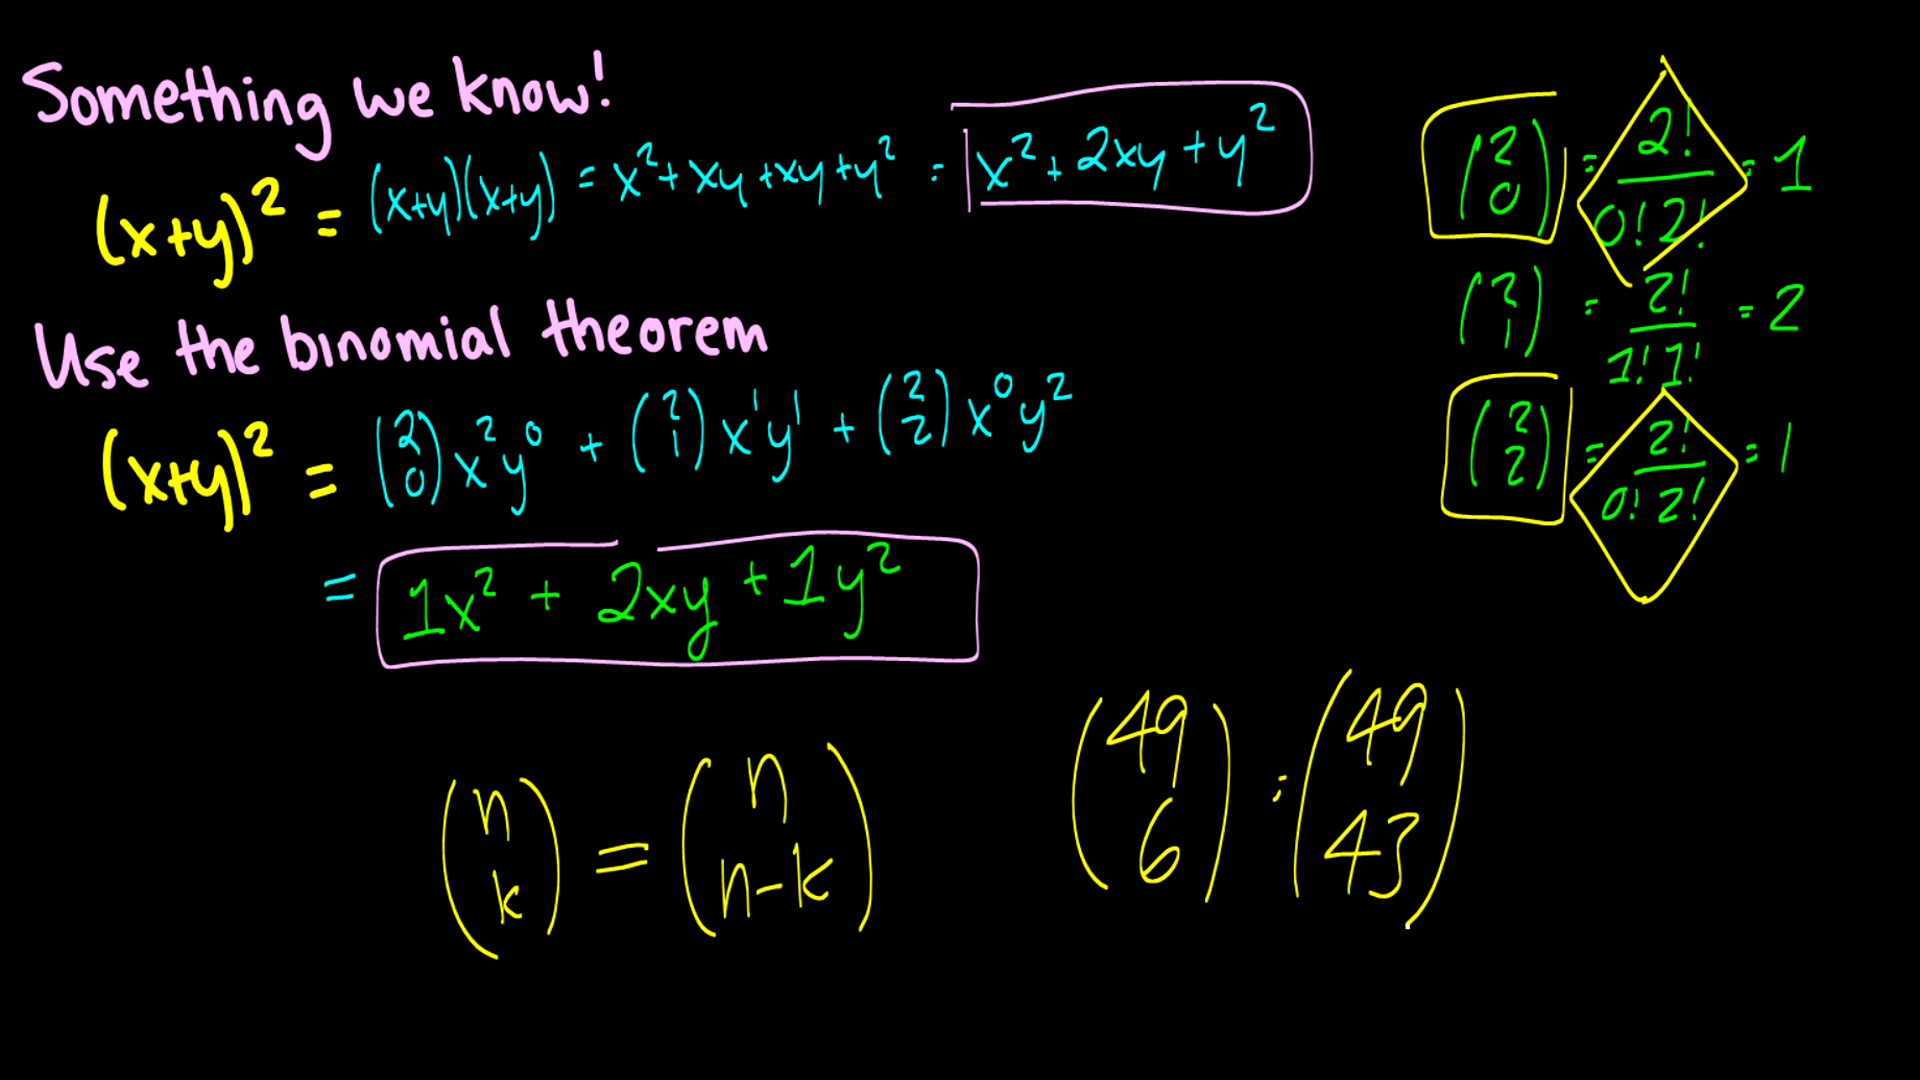 Something we know!
(x+y)² = (x+y)(x+y) = x²+xy+xy+y² = x²+2xy+y²
Use the binomial theorem
(x+y)² = (2 0) x²y⁰ + (2 1) x¹y¹ + (2 2) x⁰y²
= 1x² + 2xy + 1y²
(n k) = (n n-k)
(49 6) = (49 43)
(2 0) = 2!/0!2! = 1
(2 1) = 2!/1!1! = 2
(2 2) = 2!/0!2! = 1